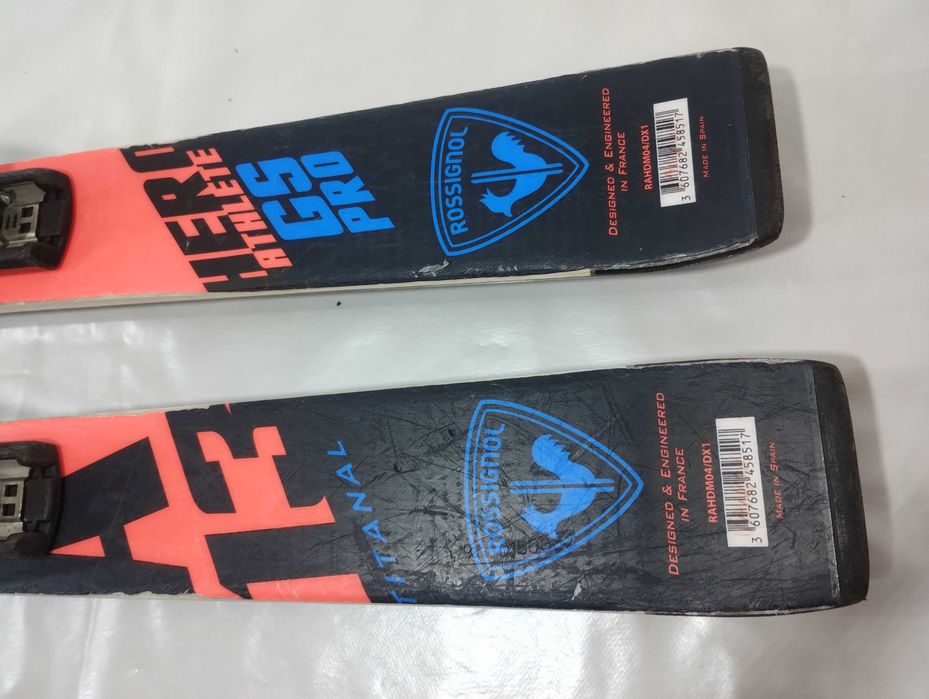 HERO
ATHLETE
GS
PRO
ROSSIGNOL
DESIGNED & ENGINEERED
IN FRANCE
RAHDM04/DX1
3 607682 458517
MADE IN SPAIN
TITANAL
ROSSIGNOL
DESIGNED & ENGINEERED
IN FRANCE
RAHDM04/DX1
3 607682 458517
MADE IN SPAIN